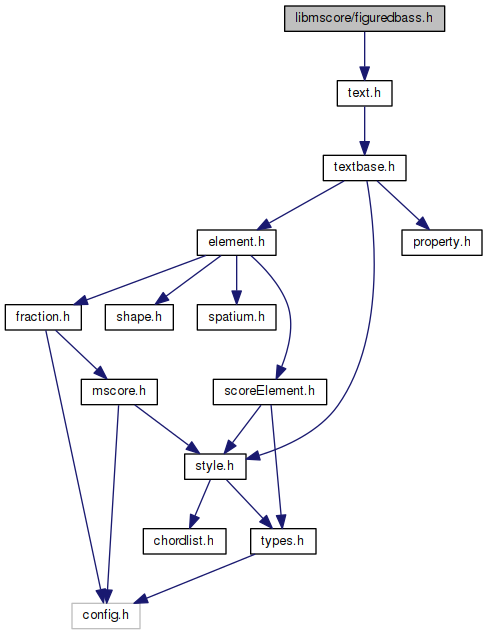 libmscore/figuredbass.h
text.h
textbase.h
element.h
property.h
fraction.h
shape.h
spatium.h
mscore.h
scoreElement.h
style.h
chordlist.h
types.h
config.h